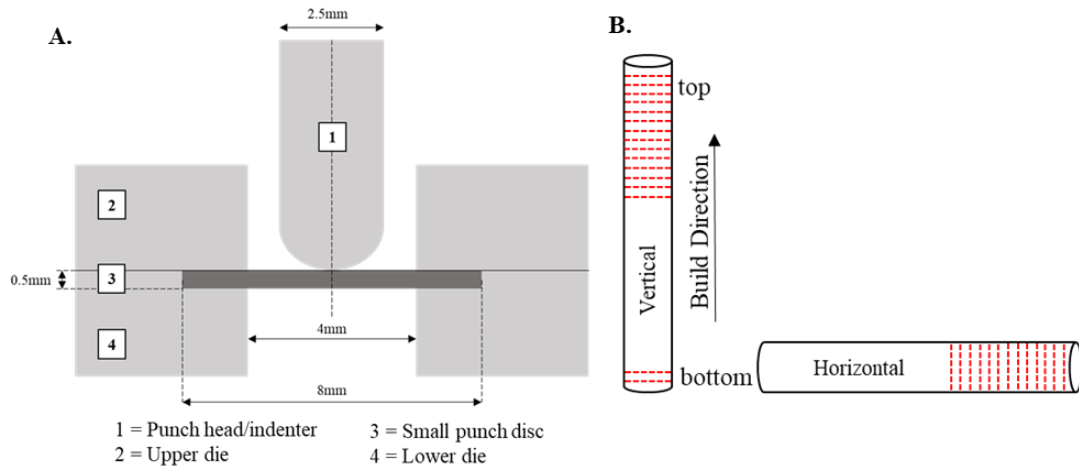 A.
2.5mm
1
2
3
4
0.5mm
4mm
8mm
1 = Punch head/indenter
2 = Upper die
3 = Small punch disc
4 = Lower die
B.
top
Vertical
Build Direction
bottom
Horizontal